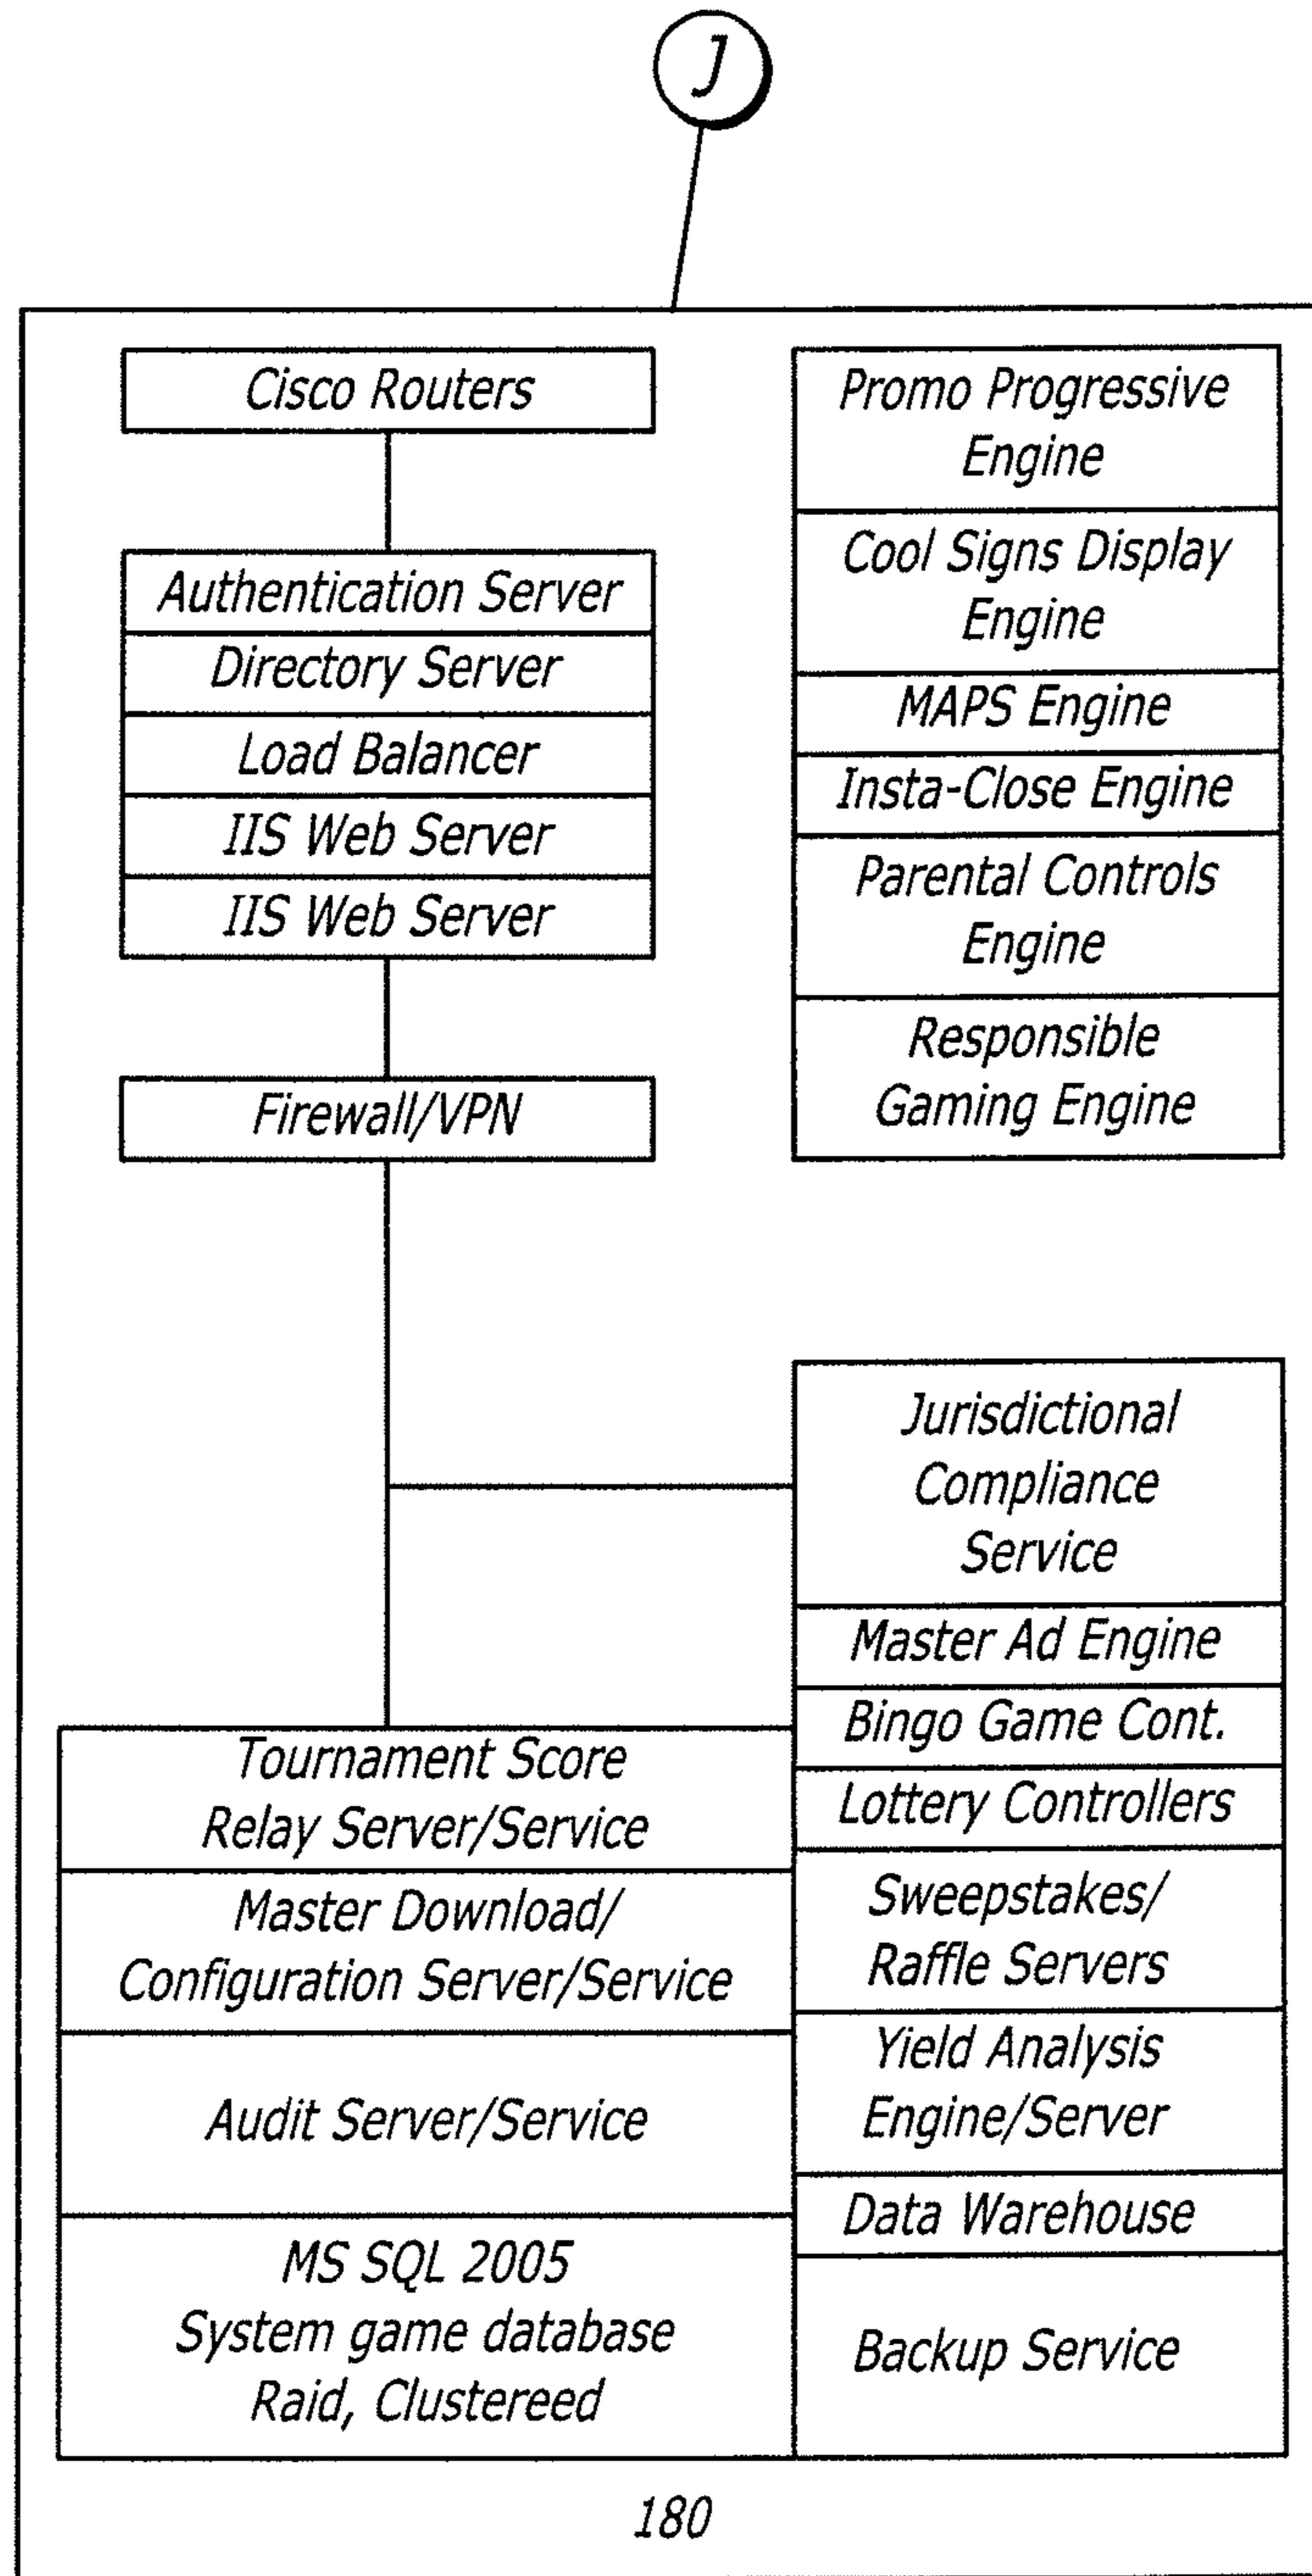 J
Cisco Routers
Authentication Server
Directory Server
Load Balancer
IIS Web Server
IIS Web Server
Firewall/VPN
Promo Progressive
Engine
Cool Signs Display
Engine
MAPS Engine
Insta-Close Engine
Parental Controls
Engine
Responsible
Gaming Engine
Tournament Score
Relay Server/Service
Master Download/
Configuration Server/Service
Audit Server/Service
MS SQL 2005
System game database
Raid, Clustereed
Jurisdictional
Compliance
Service
Master Ad Engine
Bingo Game Cont.
Lottery Controllers
Sweepstakes/
Raffle Servers
Yield Analysis
Engine/Server
Data Warehouse
Backup Service
180